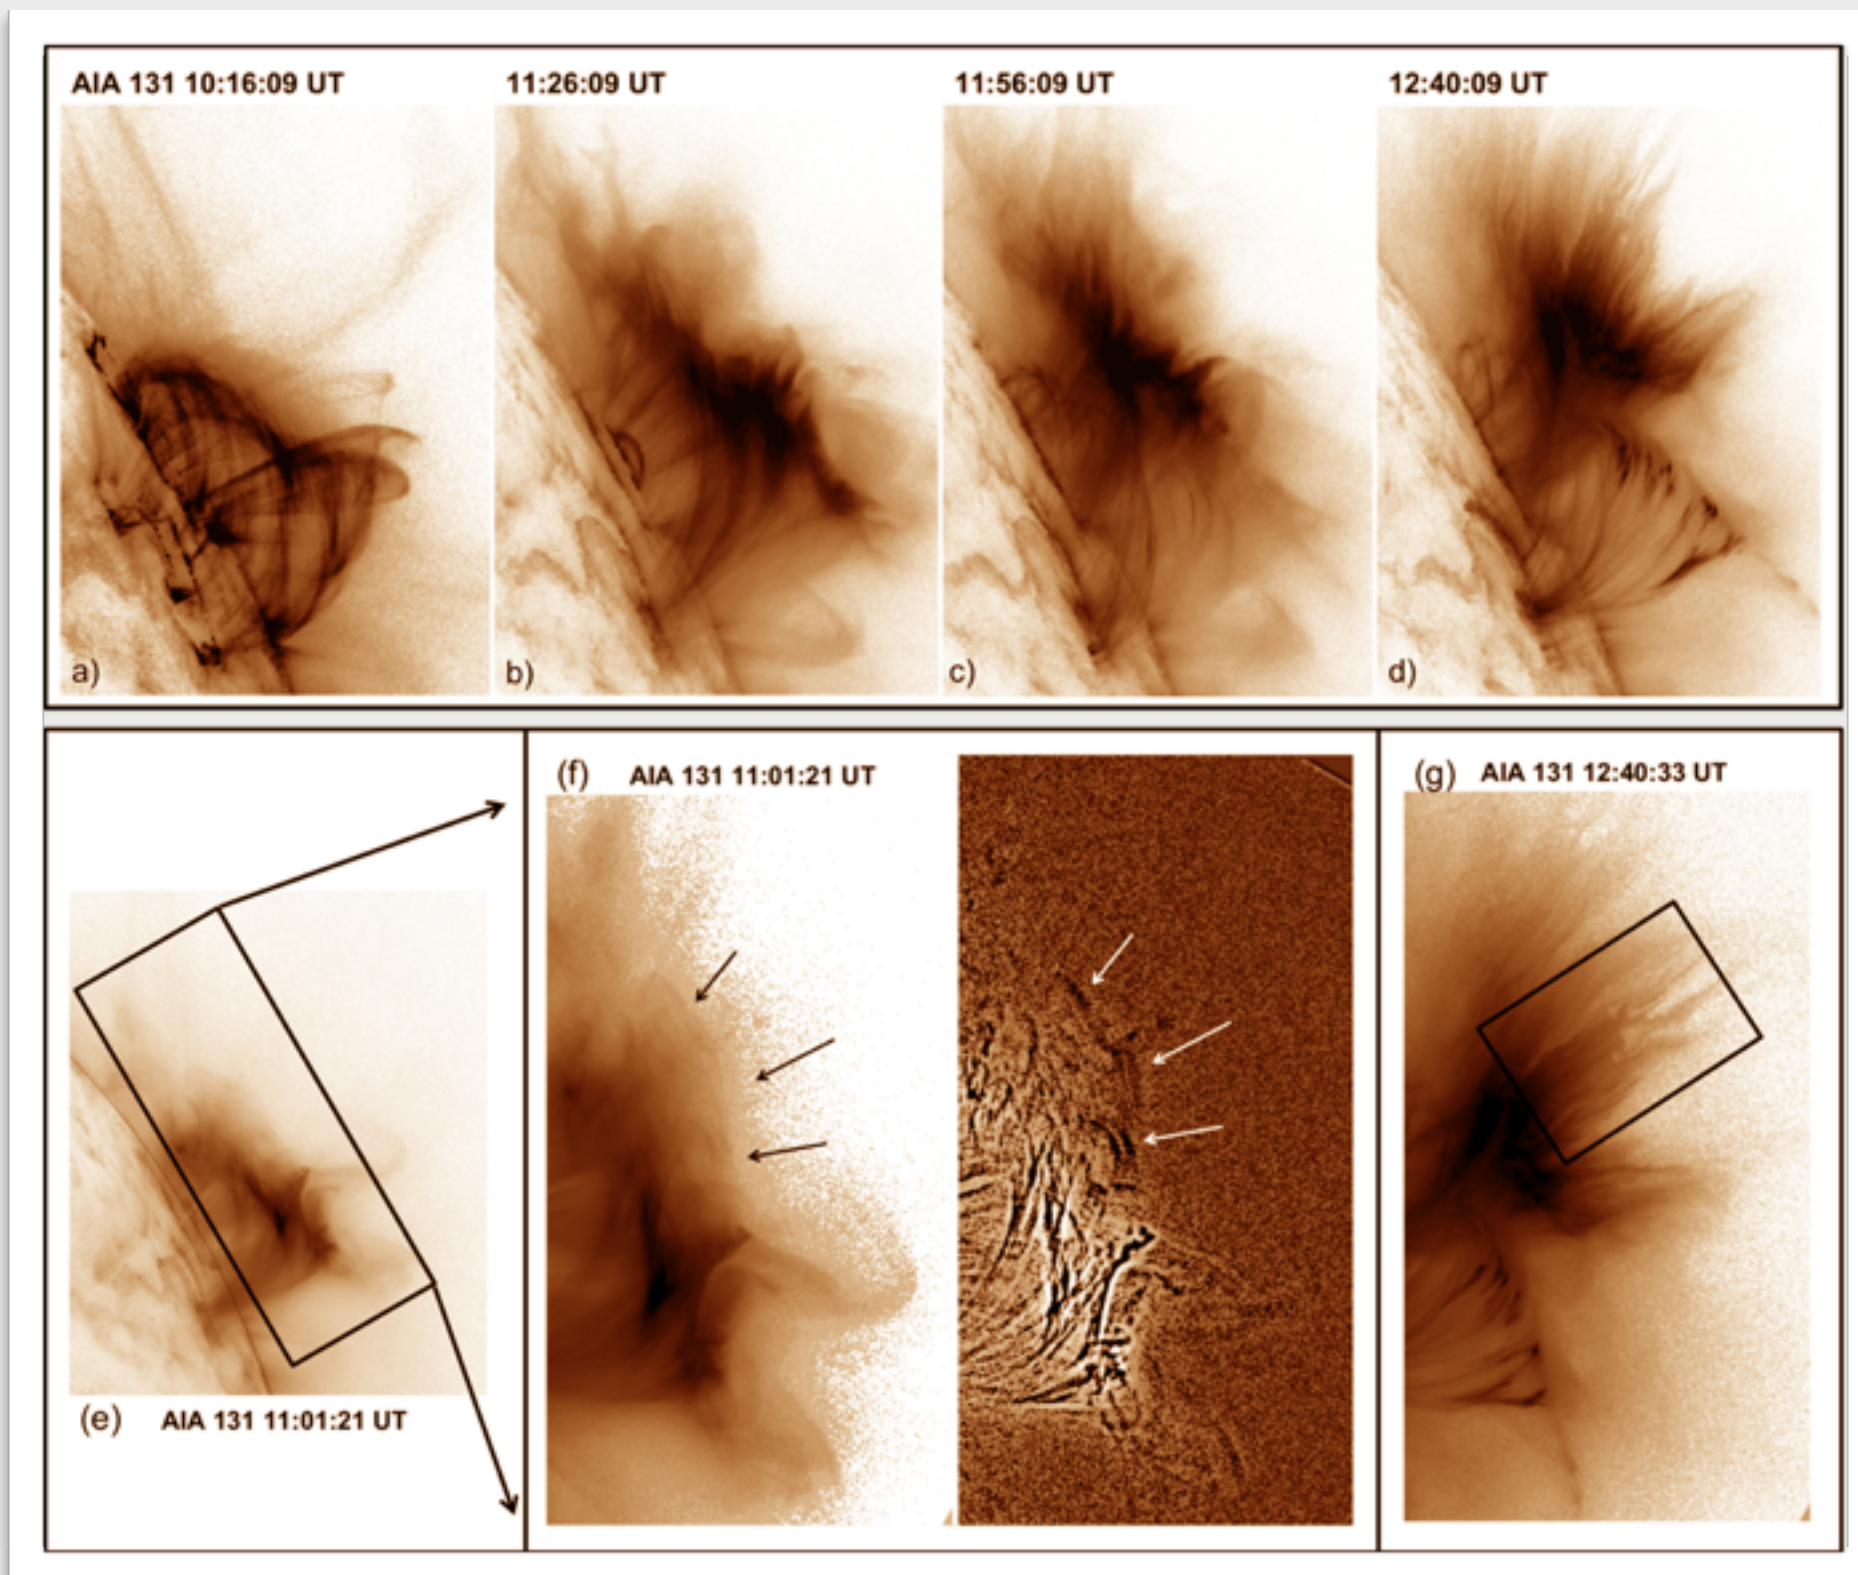 AIA 131 10:16:09 UT
11:26:09 UT
11:56:09 UT
12:40:09 UT
a)
b)
c)
d)
(f) AIA 131 11:01:21 UT
(g) AIA 131 12:40:33 UT
(e) AIA 131 11:01:21 UT